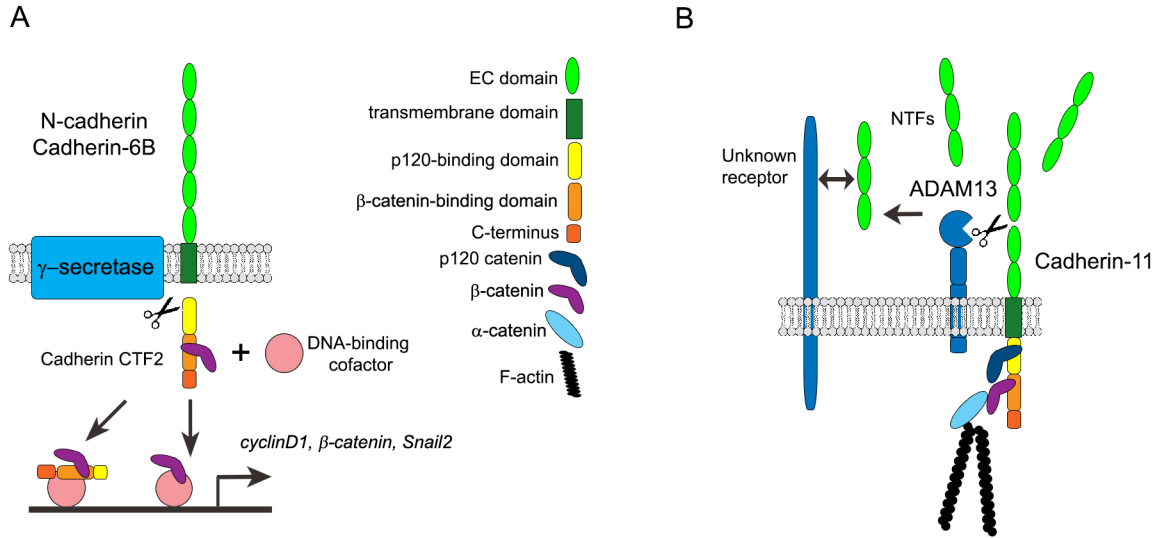 A
N-cadherin
Cadherin-6B
γ–secretase
Cadherin CTF2
+
DNA-binding
cofactor
cyclinD1, β-catenin, Snail2
EC domain
transmembrane domain
p120-binding domain
β-catenin-binding domain
C-terminus
p120 catenin
β-catenin
α-catenin
F-actin
B
NTFs
Unknown
receptor
ADAM13
Cadherin-11